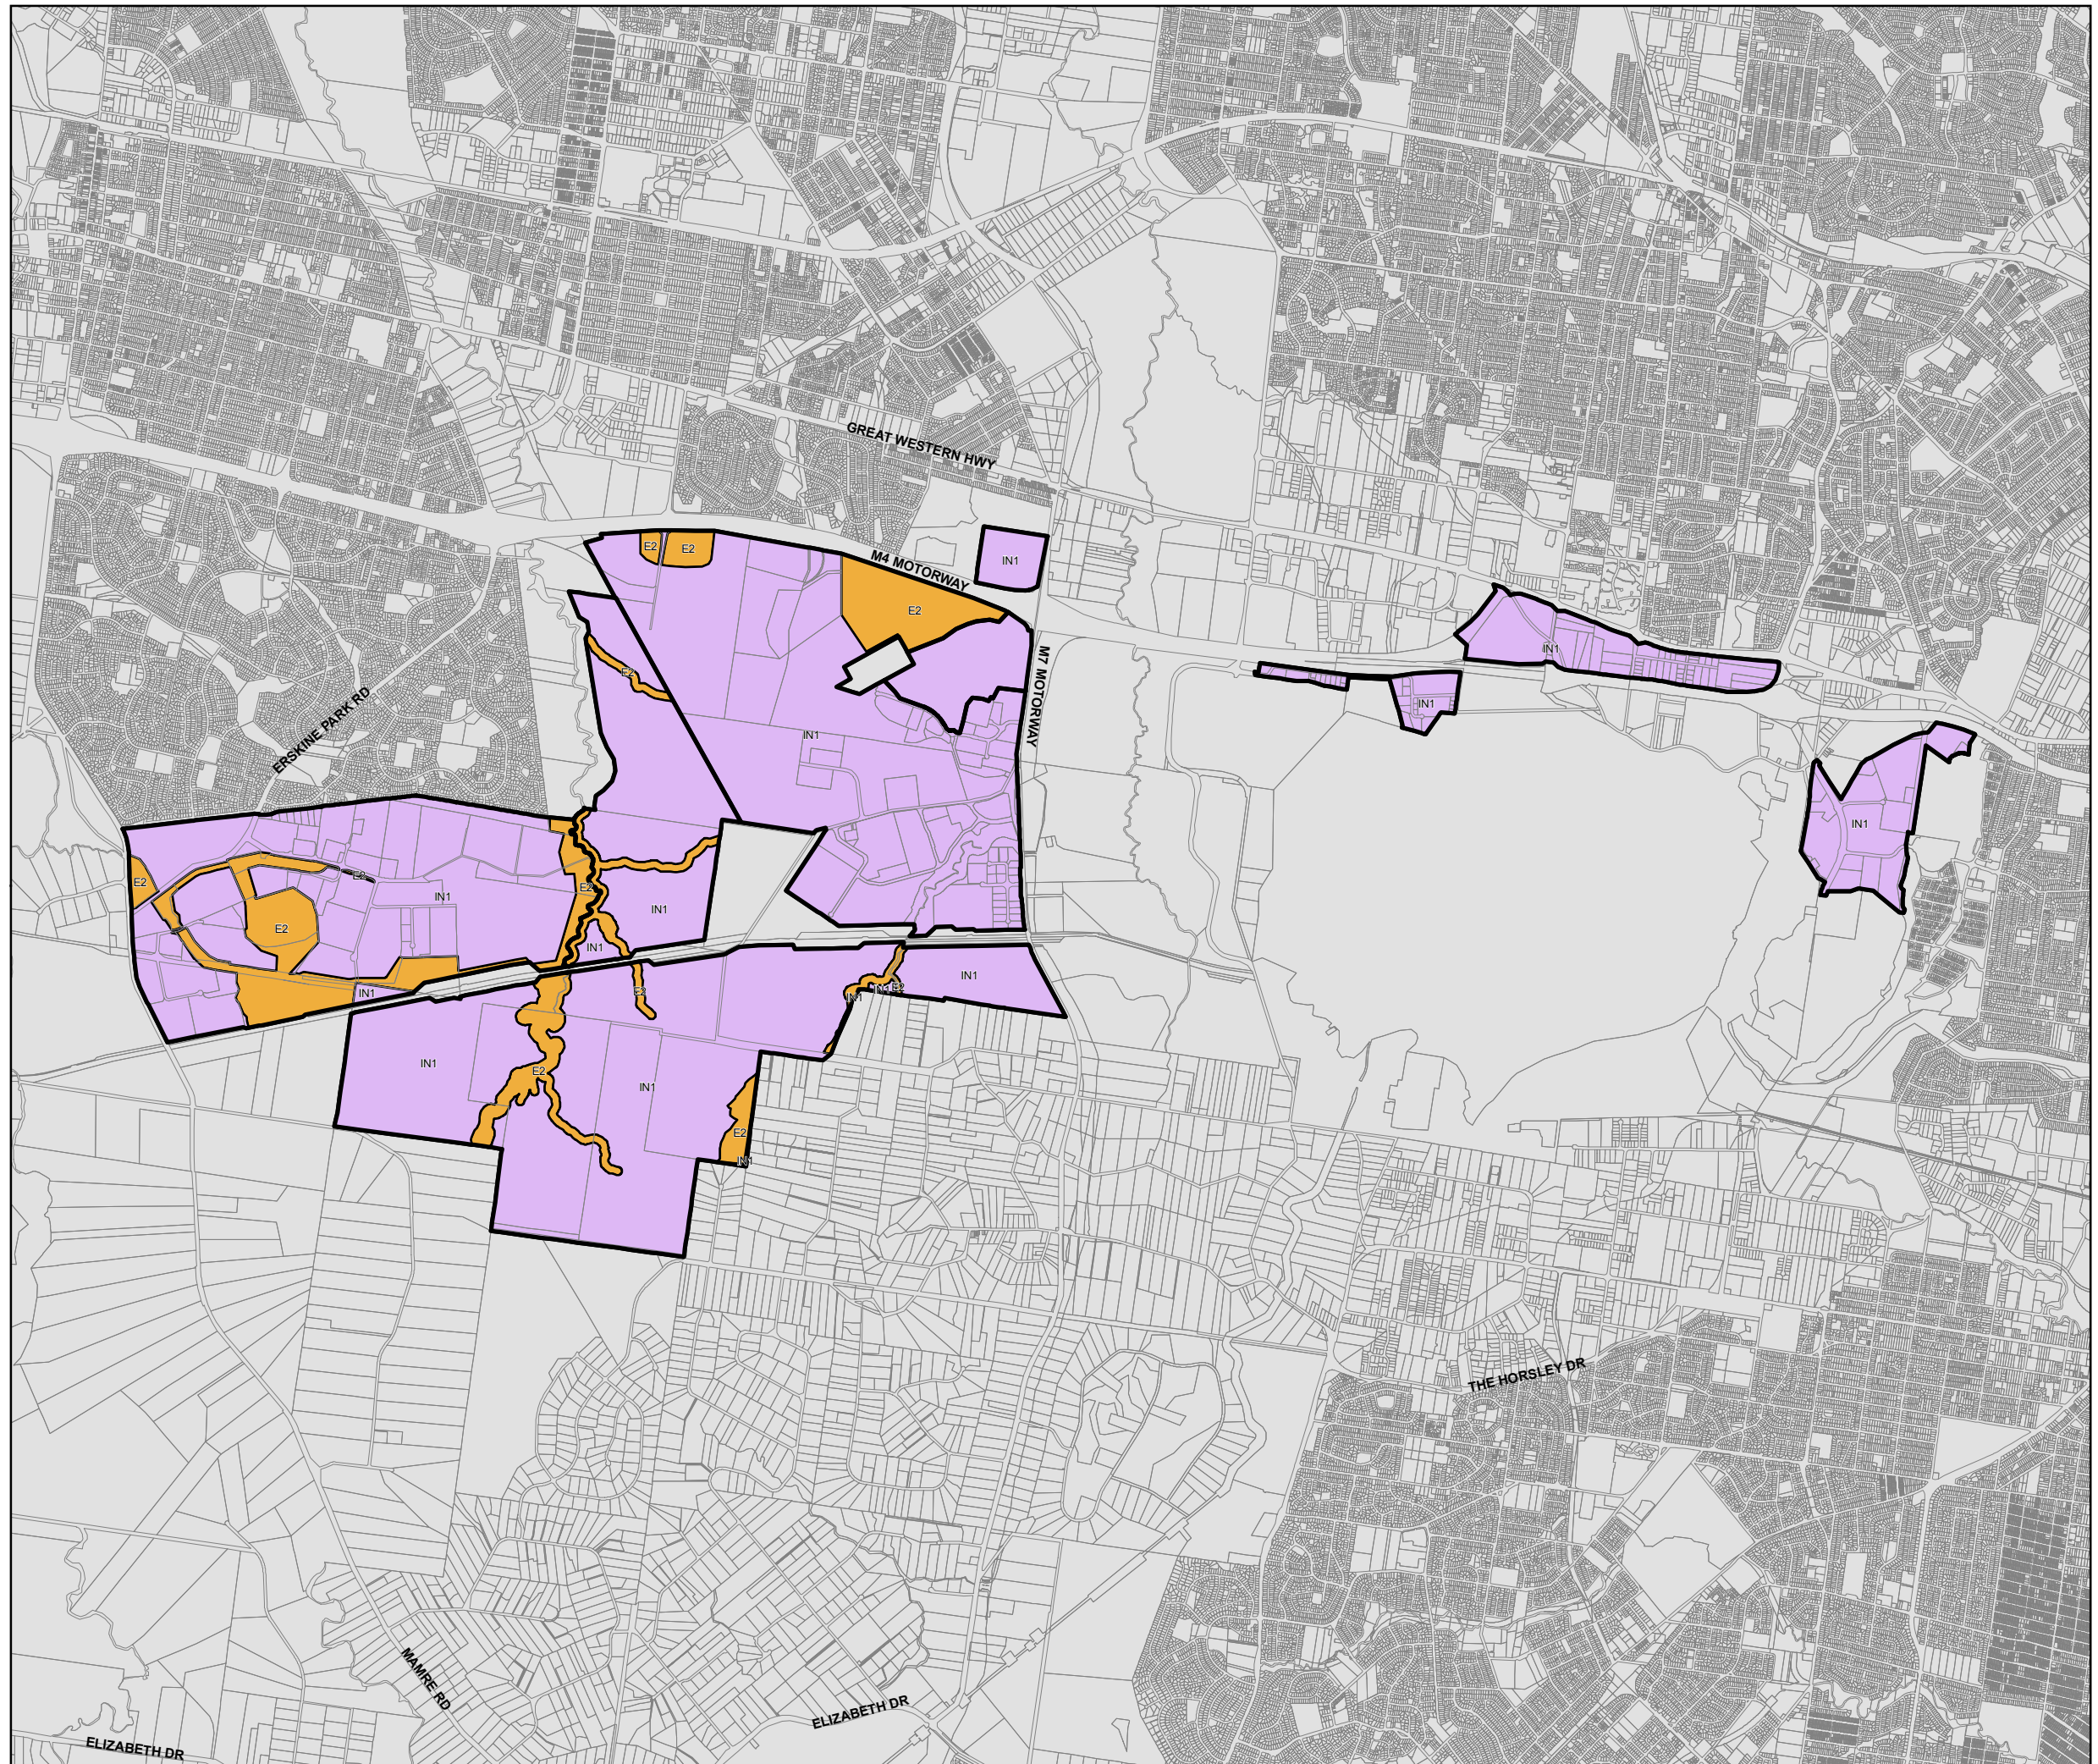 GREAT WESTERN HWY
E2
E2
M4 MOTORWAY
IN1
E2
M7 MOTORWAY
IN1
E2
ERSKINE PARK RD
IN1
IN1
IN1
E2
E2
E2
IN1
IN1
E2
IN1
IN1
E2
IN1
E2
IN1
IN1
E2
IN1
E2
IN1
E2
IN1
THE HORSLEY DR
MAMRE RD
ELIZABETH DR
ELIZABETH DR